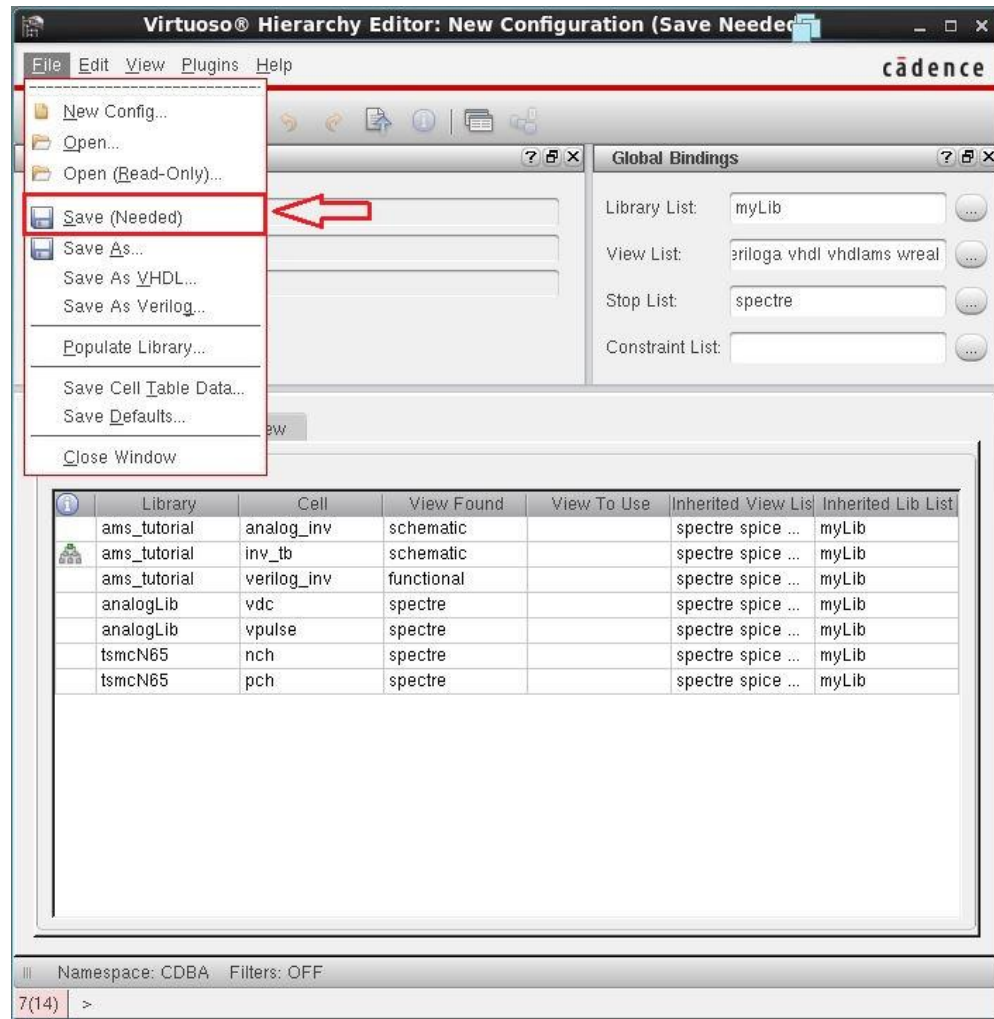 Virtuoso® Hierarchy Editor: New Configuration (Save Needed
File Edit View Plugins Help
cādence
New Config...
Open...
Open (Read-Only)...
Save (Needed)
Save As...
Save As VHDL...
Save As Verilog...
Populate Library...
Save Cell Table Data...
Save Defaults...
Close Window
Global Bindings
Library List: myLib ...
View List: eriloga vhdl vhdlams wreal ...
Stop List: spectre ...
Constraint List: ...
ew
Library Cell View Found View To Use Inherited View Lis Inherited Lib List
ams_tutorial analog_inv schematic spectre spice ... myLib
ams_tutorial inv_tb schematic spectre spice ... myLib
ams_tutorial verilog_inv functional spectre spice ... myLib
analogLib vdc spectre spectre spice ... myLib
analogLib vpulse spectre spectre spice ... myLib
tsmcN65 nch spectre spectre spice ... myLib
tsmcN65 pch spectre spectre spice ... myLib
Namespace: CDBA Filters: OFF
7(14) >